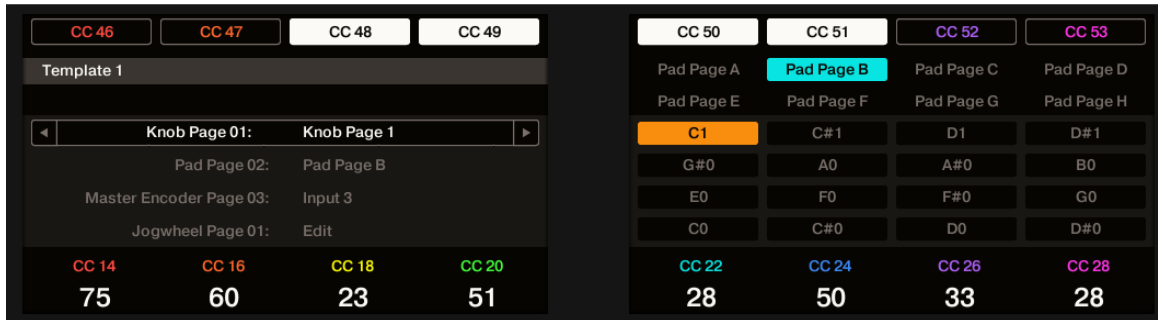 CC 46 CC 47 CC 48 CC 49
Template 1
Knob Page 01: Knob Page 1
Pad Page 02: Pad Page B
Master Encoder Page 03: Input 3
Jogwheel Page 01: Edit
CC 14 CC 16 CC 18 CC 20
75 60 23 51
CC 50 CC 51 CC 52 CC 53
Pad Page A Pad Page B Pad Page C Pad Page D
Pad Page E Pad Page F Pad Page G Pad Page H
C1 C#1 D1 D#1
G#0 A0 A#0 B0
E0 F0 F#0 G0
C0 C#0 D0 D#0
CC 22 CC 24 CC 26 CC 28
28 50 33 28